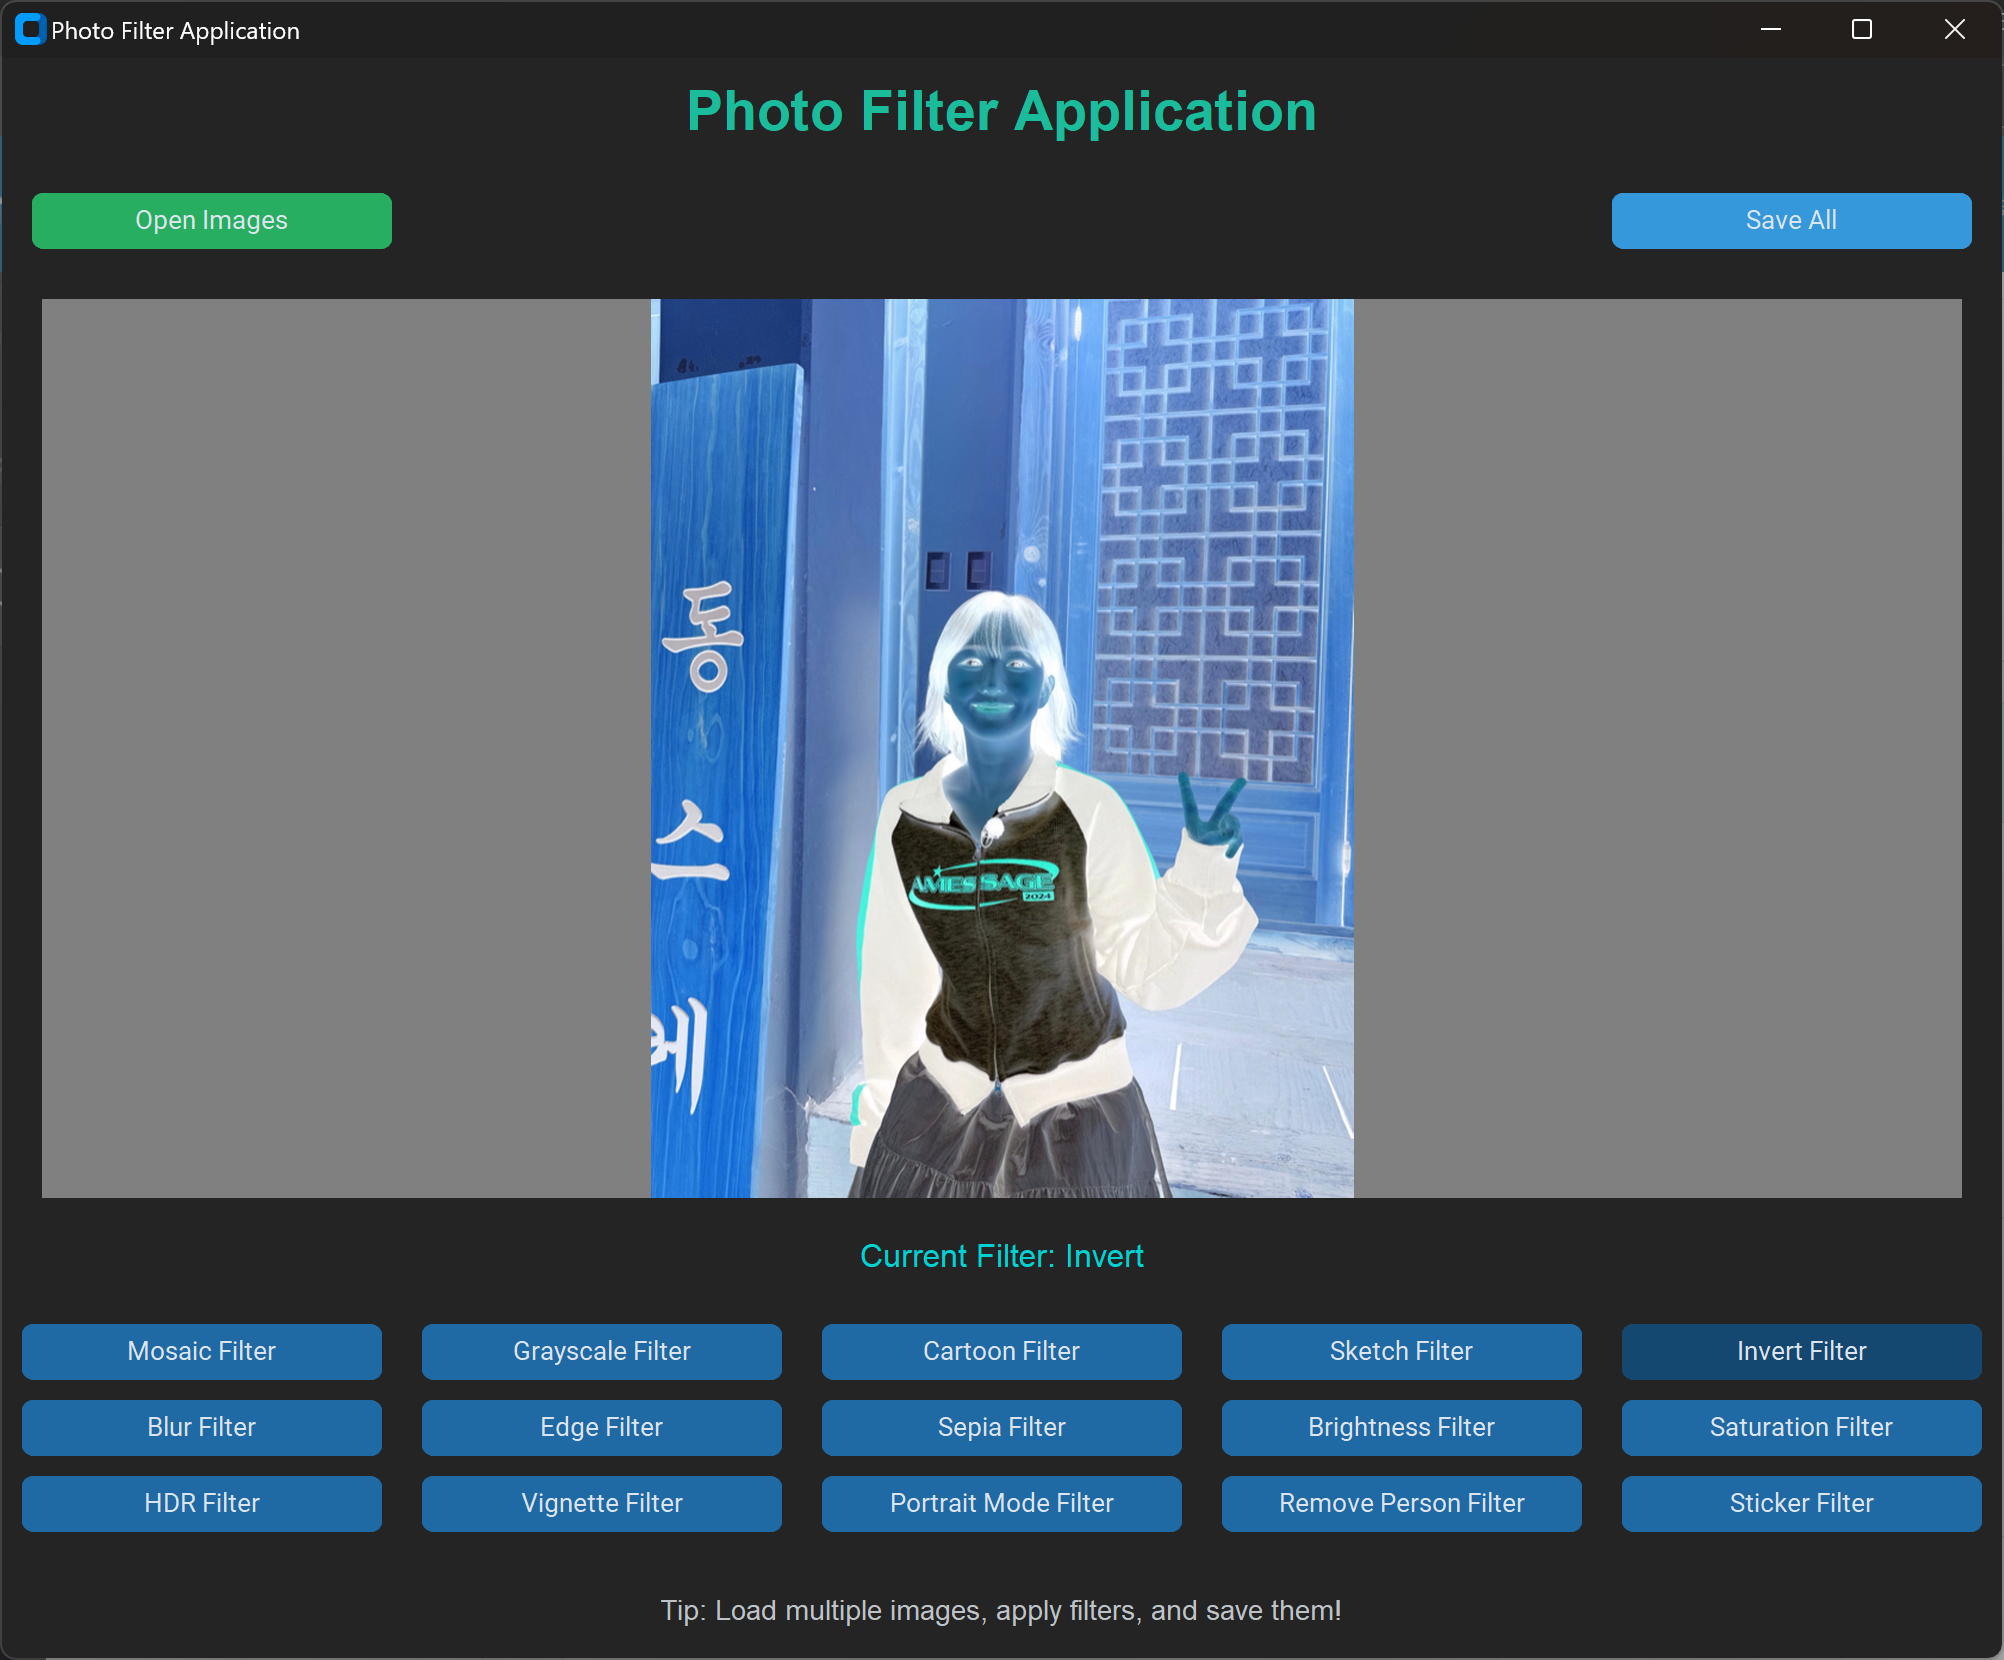 Photo Filter Application
Photo Filter Application
Open Images
Save All
동
스
예
AMESSAGE
2024
Current Filter: Invert
Mosaic Filter
Grayscale Filter
Cartoon Filter
Sketch Filter
Invert Filter
Blur Filter
Edge Filter
Sepia Filter
Brightness Filter
Saturation Filter
HDR Filter
Vignette Filter
Portrait Mode Filter
Remove Person Filter
Sticker Filter
Tip: Load multiple images, apply filters, and save them!